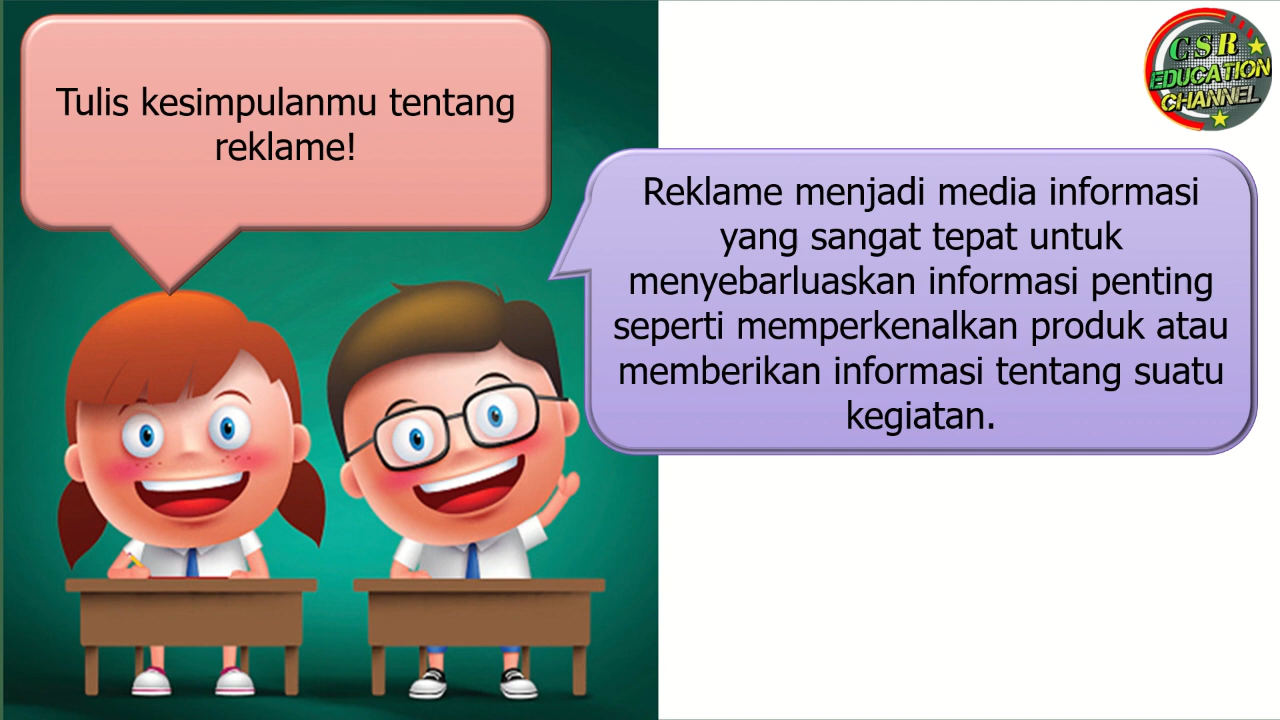 Tulis kesimpulanmu tentang
reklame!
CSR
EDUCATION
CHANNEL
Reklame menjadi media informasi
yang sangat tepat untuk
menyebarluaskan informasi penting
seperti memperkenalkan produk atau
memberikan informasi tentang suatu
kegiatan.